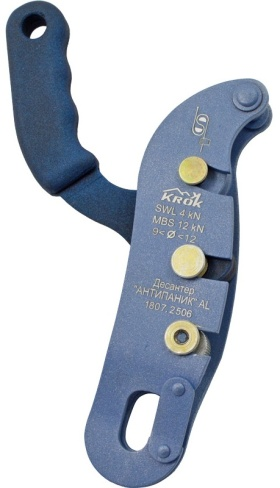 KROK
SWL 4 kN
MBS 12 kN
9< Ø <12
Десантер
"АНТИПАНИК" AL
1807.2506